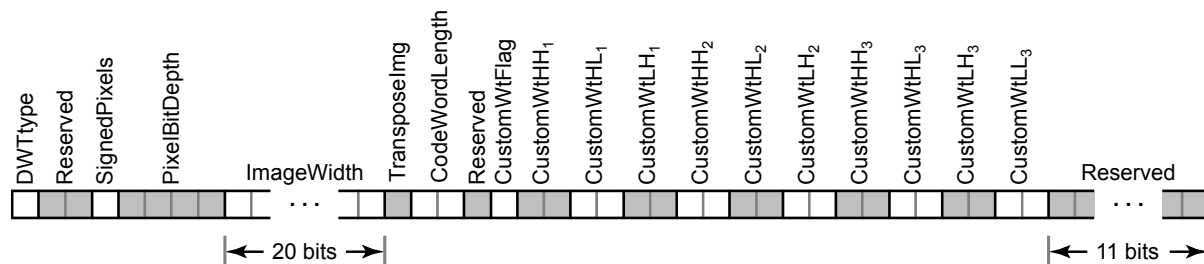 DWTtype
Reserved
SignedPixels
PixelBitDepth
ImageWidth
TransposeImg
CodeWordLength
Reserved
CustomWtFlag
CustomWtHH₁
CustomWtHL₁
CustomWtLH₁
CustomWtHH₂
CustomWtHL₂
CustomWtLH₂
CustomWtHH₃
CustomWtHL₃
CustomWtLH₃
CustomWtLL₃
Reserved
· · ·
· · ·
20 bits
11 bits